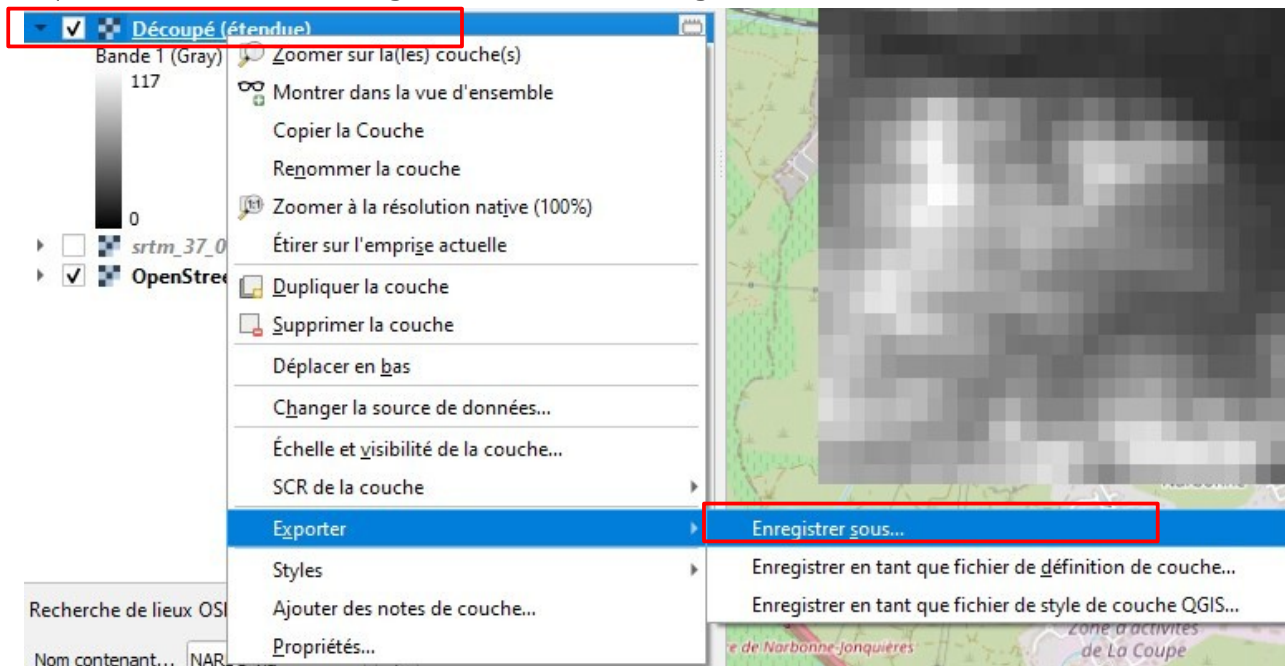 Découpé (étendue)
Bande 1 (Gray)
117
0
srtm_37_0
OpenStree
Zoomer sur la(les) couche(s)
Montrer dans la vue d'ensemble
Copier la Couche
Renommer la couche
Zoomer à la résolution native (100%)
Étirer sur l'emprise actuelle
Dupliquer la couche
Supprimer la couche
Déplacer en bas
Changer la source de données...
Échelle et visibilité de la couche...
SCR de la couche
Exporter
Styles
Ajouter des notes de couche...
Propriétés...
Enregistrer sous...
Enregistrer en tant que fichier de définition de couche...
Enregistrer en tant que fichier de style de couche QGIS...
Recherche de lieux OS
Nom contenant...
Narbonne
Zone d'activités
de La Coupe
e de Narbonne-Jonquières